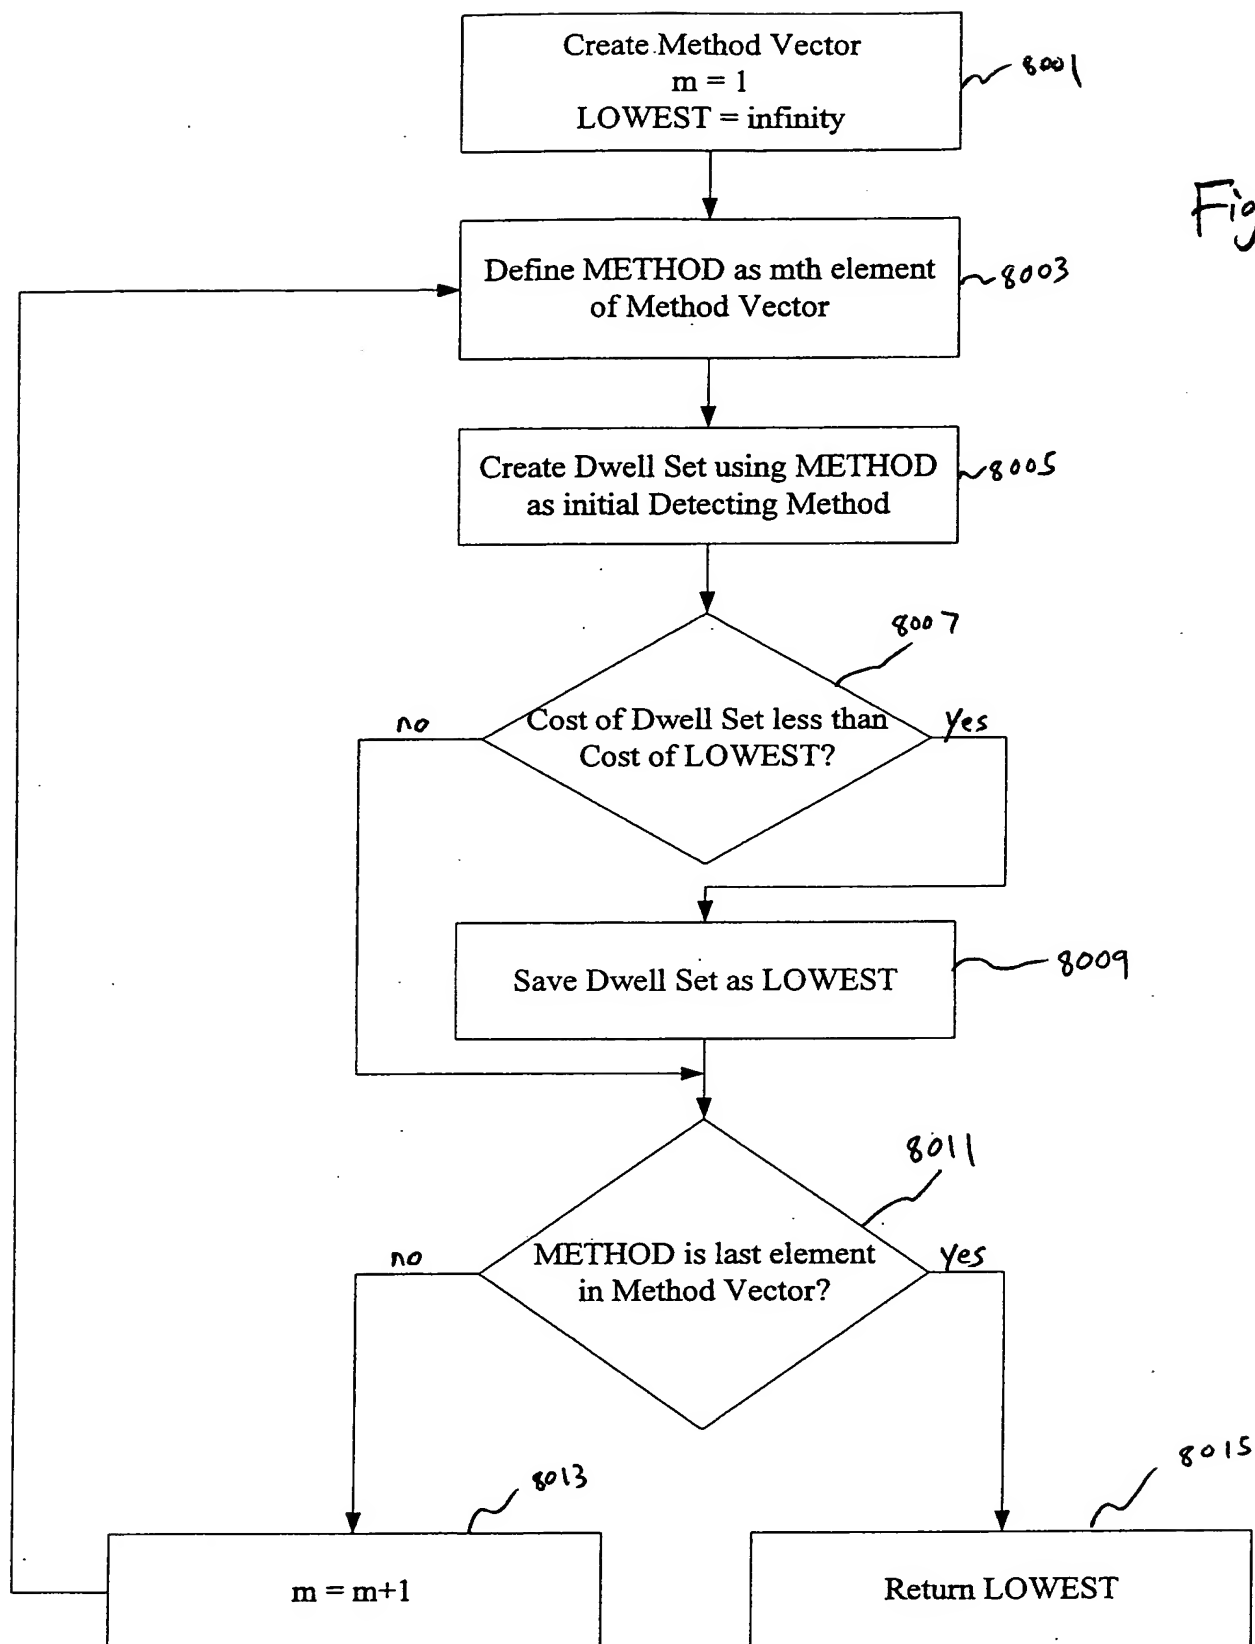 Create Method Vector
m = 1
LOWEST = infinity
8001
Fig
Define METHOD as mth element
of Method Vector
8003
Create Dwell Set using METHOD
as initial Detecting Method
8005
8007
no
Cost of Dwell Set less than
Cost of LOWEST?
yes
Save Dwell Set as LOWEST
8009
8011
no
METHOD is last element
in Method Vector?
yes
8013
8015
m = m+1
Return LOWEST